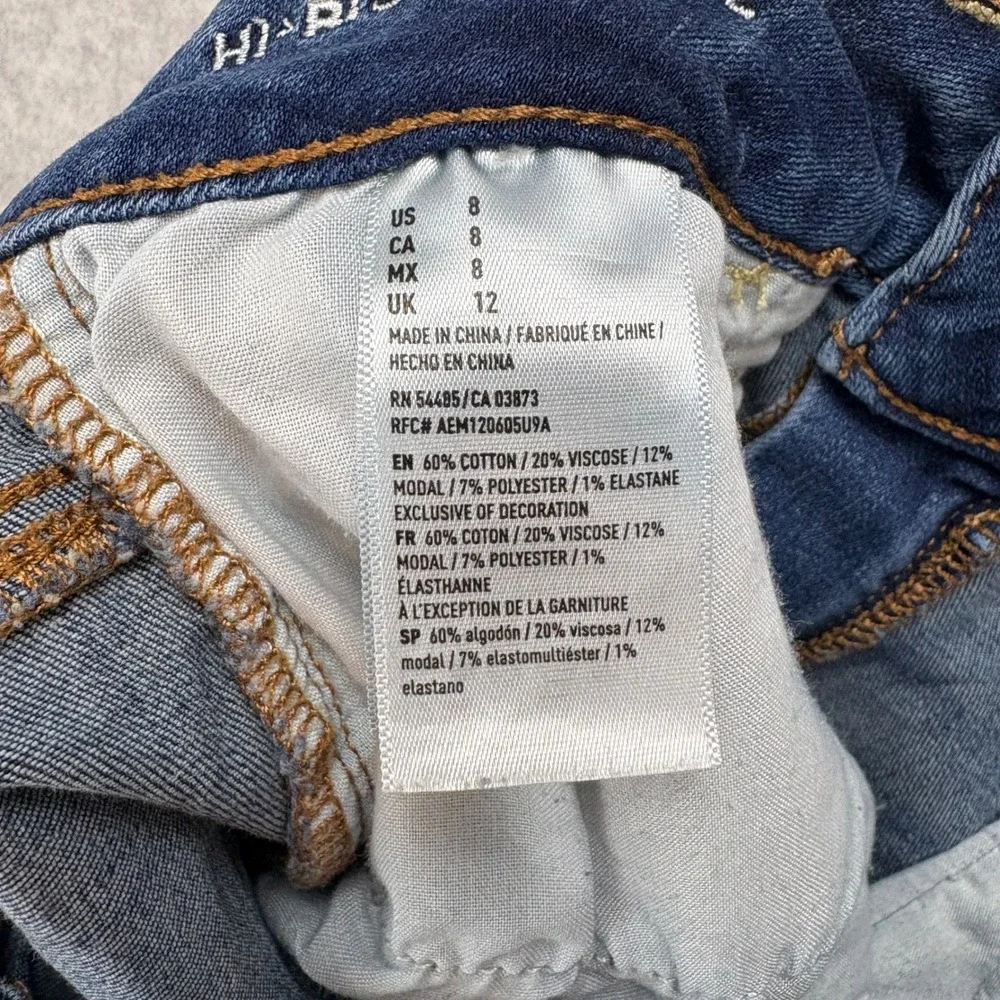 HI-RIS
US 8
CA 8
MX 8
UK 12
MADE IN CHINA / FABRIQUÉ EN CHINE /
HECHO EN CHINA
RN 54485/CA 03873
RFC# AEM120605U9A
EN 60% COTTON / 20% VISCOSE / 12%
MODAL / 7% POLYESTER / 1% ELASTANE
EXCLUSIVE OF DECORATION
FR 60% COTON / 20% VISCOSE / 12%
MODAL / 7% POLYESTER / 1%
ÉLASTHANNE
À L'EXCEPTION DE LA GARNITURE
SP 60% algodón / 20% viscosa / 12%
modal / 7% elastomultiéster / 1%
elastano